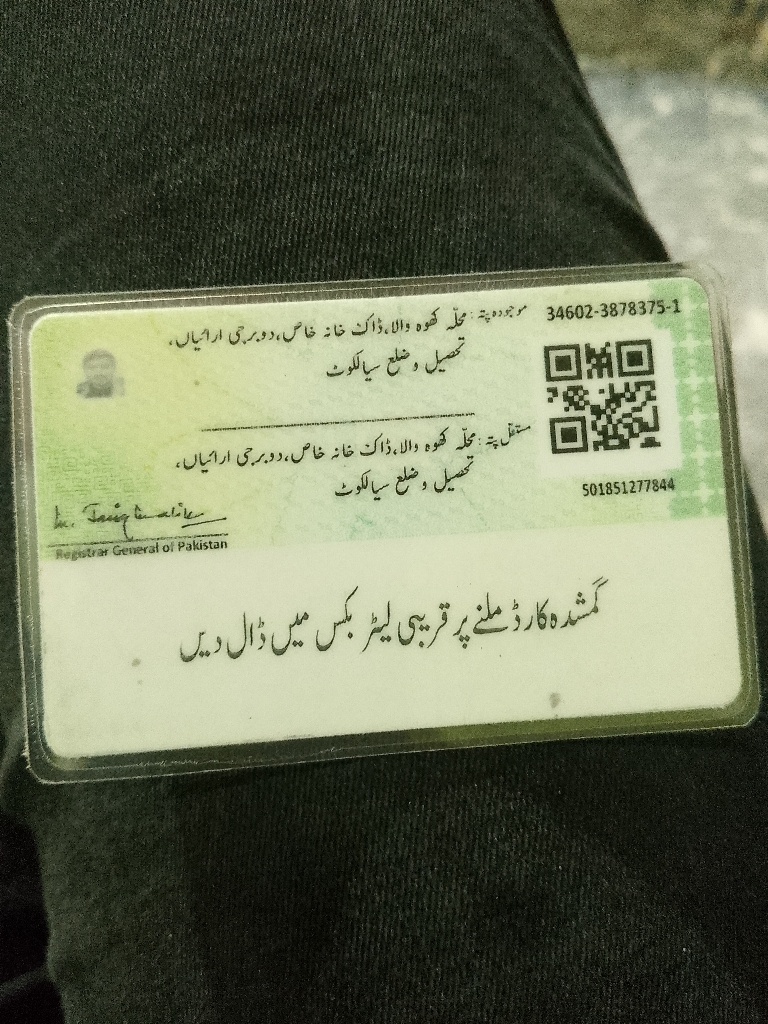 34602-3878375-1
موجودہ پتہ: محلّہ کھوہ والا، ڈاک خانہ خاص، دوبرجی ارائیاں،
تحصیل و ضلع سیالکوٹ
مستقل پتہ: محلّہ کھوہ والا، ڈاک خانہ خاص، دوبرجی ارائیاں،
تحصیل و ضلع سیالکوٹ
501851277844
Registrar General of Pakistan
گمشدہ کارڈ ملنے پر قریبی لیٹر بکس میں ڈال دیں